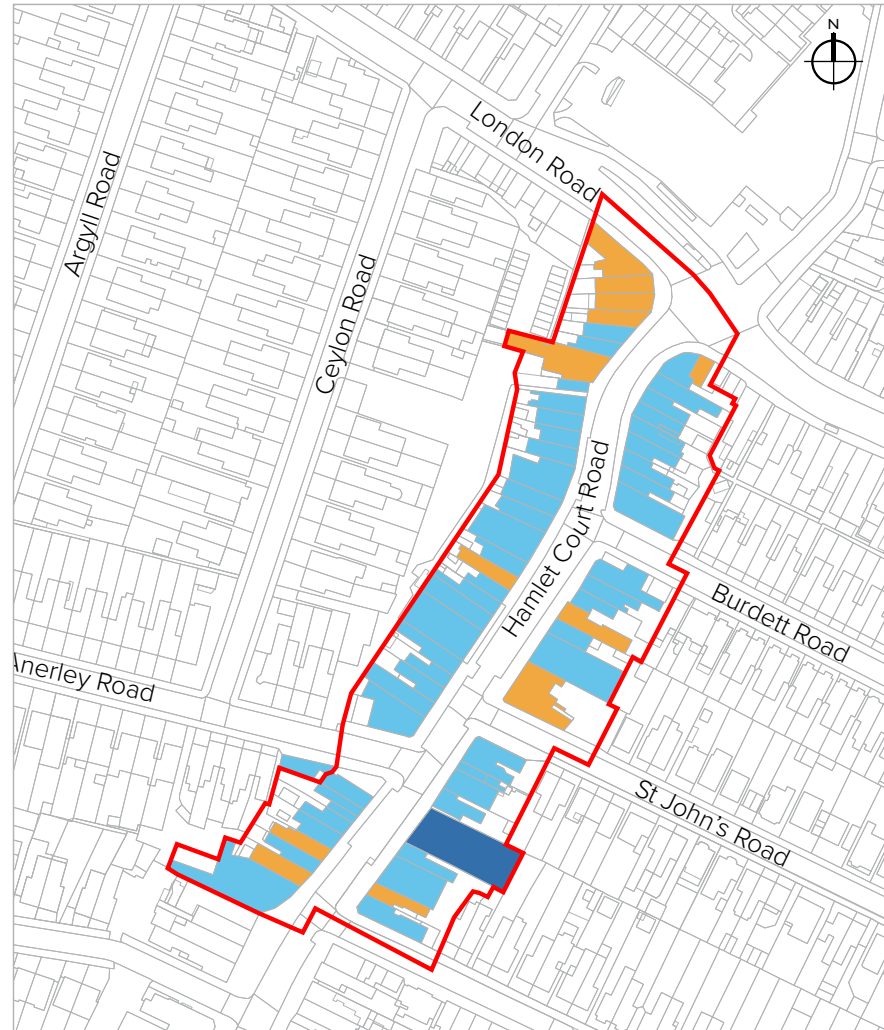 N
London Road
Argyll Road
Ceylon Road
Hamlet Court Road
Burdett Road
Anerley Road
St John's Road